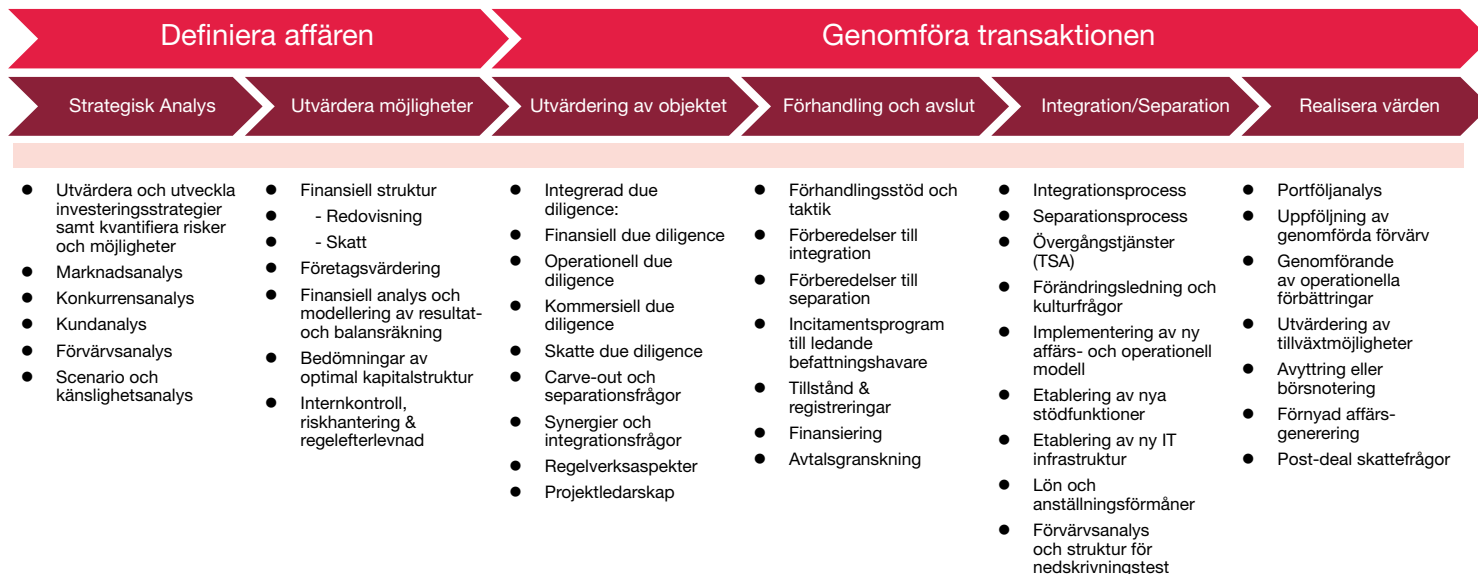 Definiera affären
Genomföra transaktionen
Strategisk Analys
Utvärdera möjligheter
Utvärdering av objektet
Förhandling och avslut
Integration/Separation
Realisera värden
● Utvärdera och utveckla
investeringsstrategier
samt kvantifiera risker
och möjligheter
● Marknadsanalys
● Konkurrensanalys
● Kundanalys
● Förvärvsanalys
● Scenario och
känslighetsanalys
● Finansiell struktur
● - Redovisning
● - Skatt
● Företagsvärdering
● Finansiell analys och
modellering av resultat-
och balansräkning
● Bedömningar av
optimal kapitalstruktur
● Internkontroll,
riskhantering &
regelefterlevnad
● Integrerad due
diligence:
● Finansiell due diligence
● Operationell due
diligence
● Kommersiell due
diligence
● Skatte due diligence
● Carve-out och
separationsfrågor
● Synergier och
integrationsfrågor
● Regelverksaspekter
● Projektledarskap
● Förhandlingsstöd och
taktik
● Förberedelser till
integration
● Förberedelser till
separation
● Incitamentsprogram
till ledande
befattningshavare
● Tillstånd &
registreringar
● Finansiering
● Avtalsgranskning
● Integrationsprocess
● Separationsprocess
● Övergångstjänster
(TSA)
● Förändringsledning och
kulturfrågor
● Implementering av ny
affärs- och operationell
modell
● Etablering av nya
stödfunktioner
● Etablering av ny IT
infrastruktur
● Lön och
anställningsförmåner
● Förvärvsanalys
och struktur för
nedskrivningstest
● Portföljanalys
● Uppföljning av
genomförda förvärv
● Genomförande
av operationella
förbättringar
● Utvärdering av
tillväxtmöjligheter
● Avyttring eller
börsnotering
● Förnyad affärs-
generering
● Post-deal skattefrågor